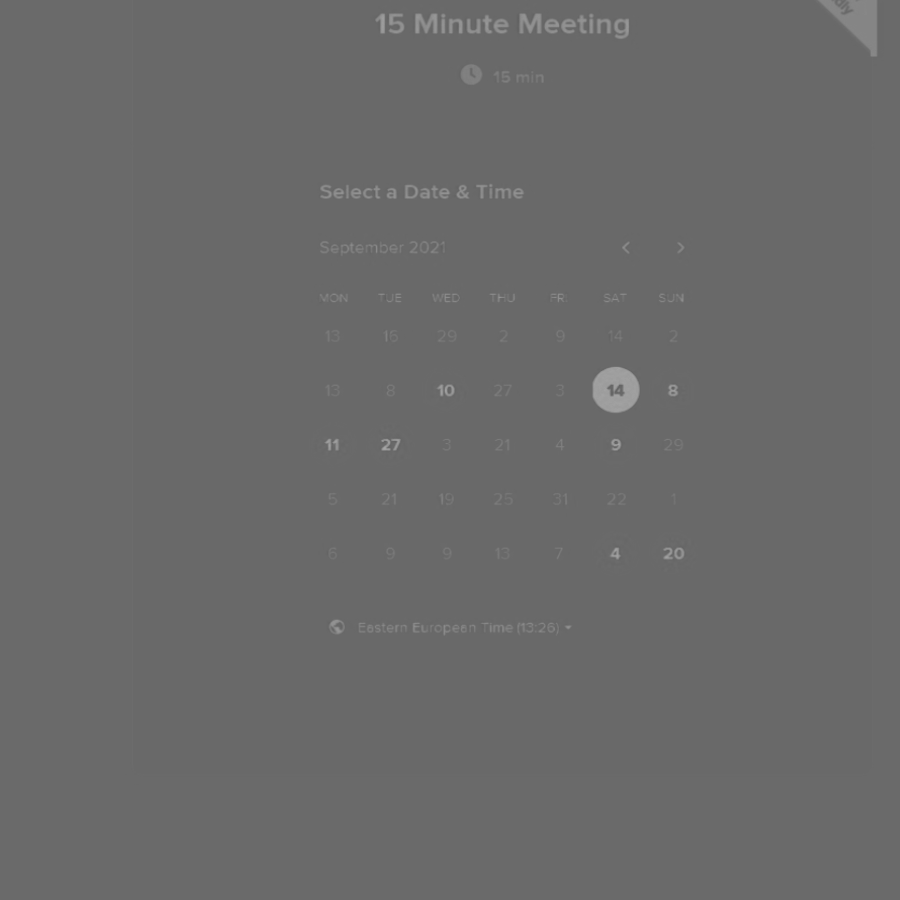 15 Minute Meeting
15 min
Select a Date & Time
September 2021
MON TUE WED THU FRI SAT SUN
13 16 29 2 9 14 2
13 8 10 27 3 14 8
11 27 3 21 4 9 29
5 21 19 25 31 22 1
6 9 9 13 7 4 20
Eastern European Time (13:26)